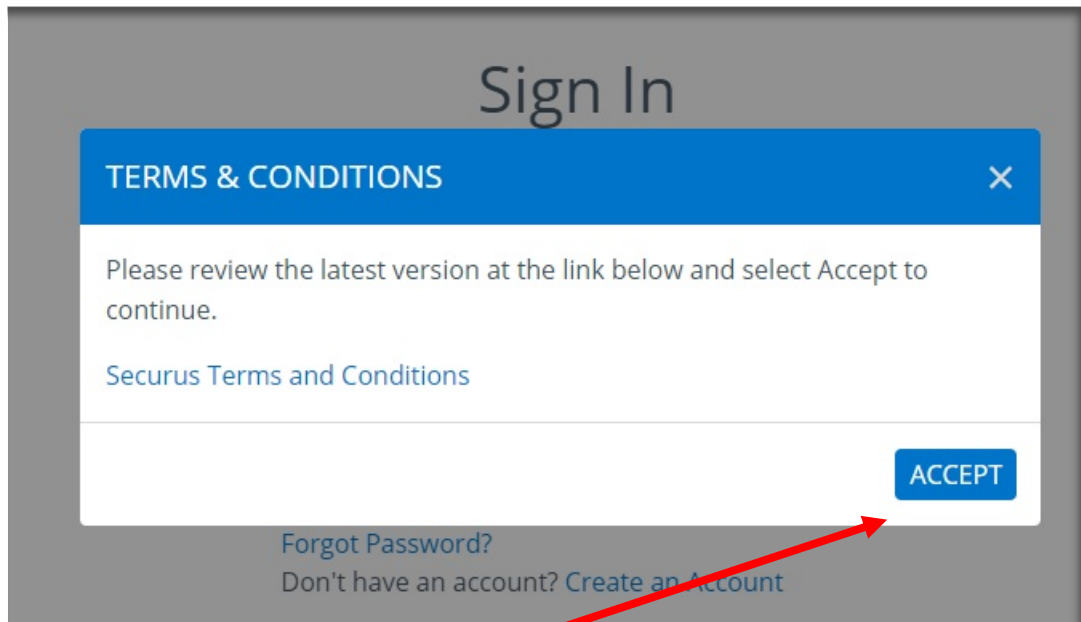 Sign In
TERMS & CONDITIONS
Please review the latest version at the link below and select Accept to
continue.
Securus Terms and Conditions
ACCEPT
Forgot Password?
Don't have an account? Create an Account